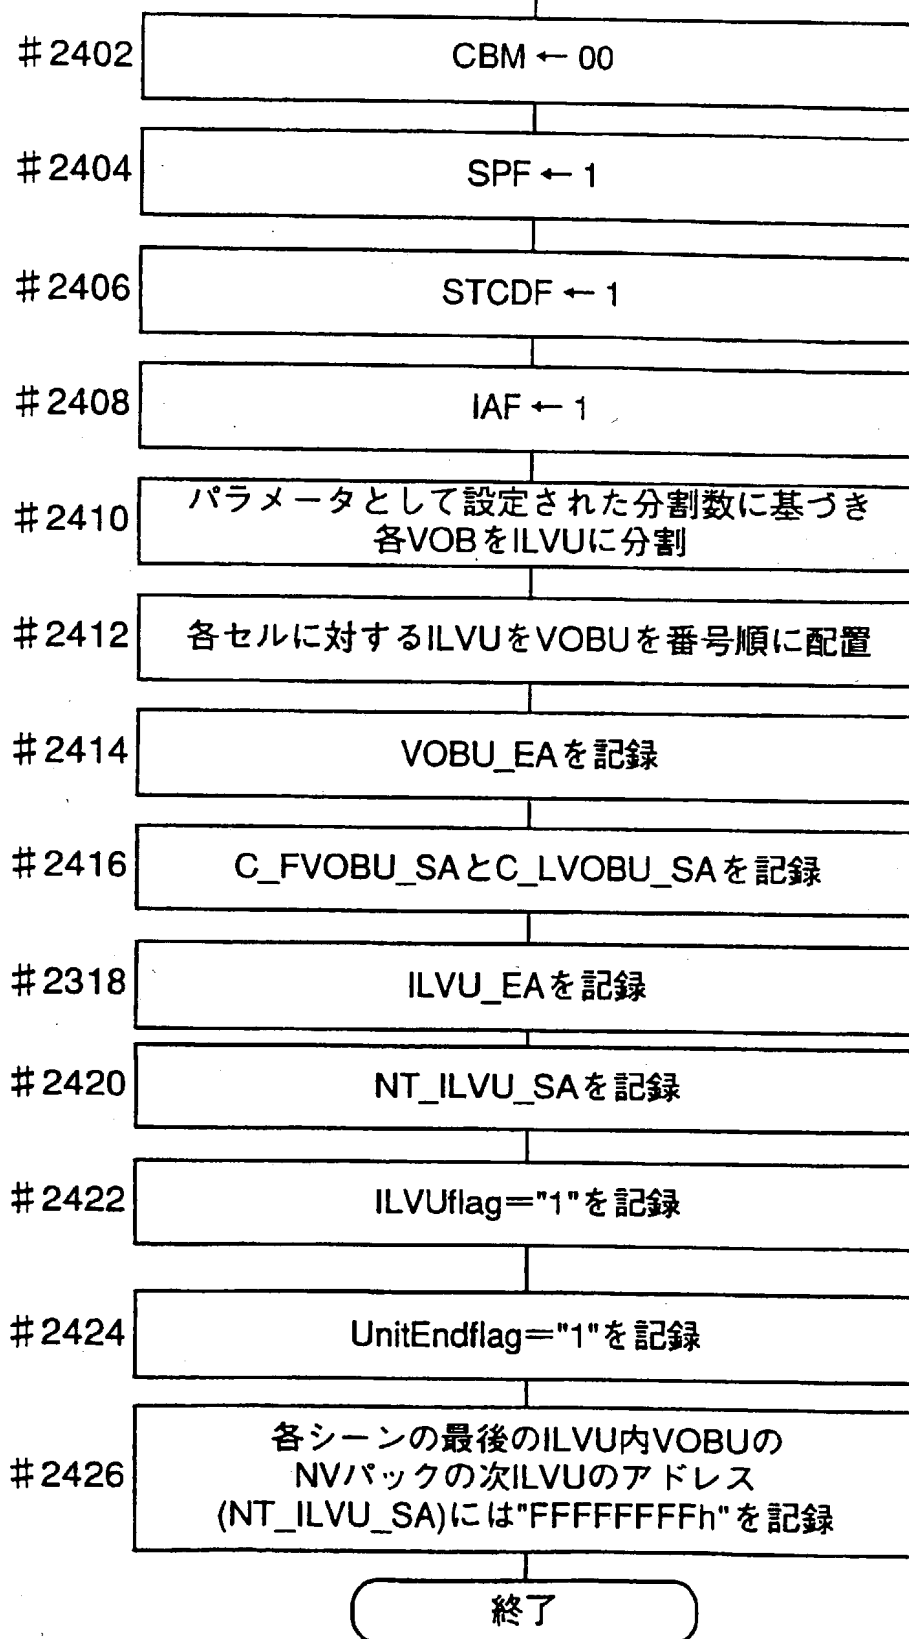 #2402 CBM ← 00
#2404 SPF ← 1
#2406 STCDF ← 1
#2408 IAF ← 1
#2410 パラメータとして設定された分割数に基づき
各VOBをILVUに分割
#2412 各セルに対するILVUをVOBUを番号順に配置
#2414 VOBU_EAを記録
#2416 C_FVOBU_SAとC_LVOBU_SAを記録
#2318 ILVU_EAを記録
#2420 NT_ILVU_SAを記録
#2422 ILVUflag="1"を記録
#2424 UnitEndflag="1"を記録
#2426 各シーンの最後のILVU内VOBUの
NVパックの次ILVUのアドレス
(NT_ILVU_SA)には"FFFFFFFFh"を記録
終了